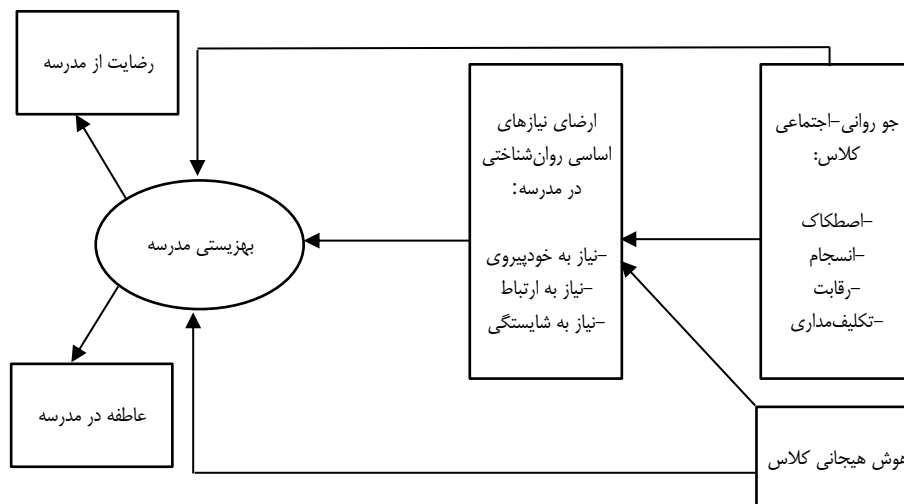 جو روانی-اجتماعی
کلاس:
-اصطکاک
-انسجام
-رقابت
-تکلیف‌مداری
هوش هیجانی کلاس
ارضای نیازهای
اساسی روان‌شناختی
در مدرسه:
-نیاز به خودپیروی
-نیاز به ارتباط
-نیاز به شایستگی
بهزیستی مدرسه
رضایت از مدرسه
عاطفه در مدرسه